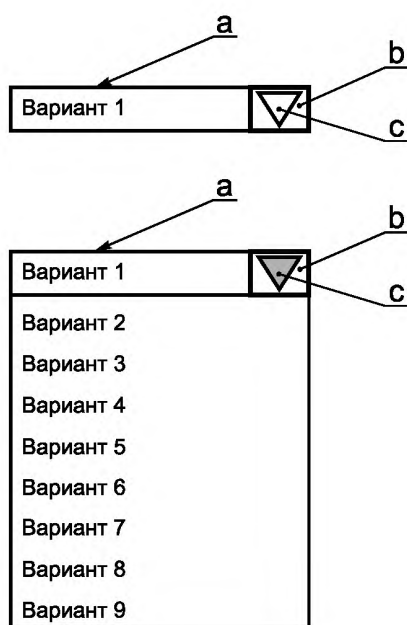 a
b
Вариант 1
c
a
b
Вариант 1
c
Вариант 2
Вариант 3
Вариант 4
Вариант 5
Вариант 6
Вариант 7
Вариант 8
Вариант 9